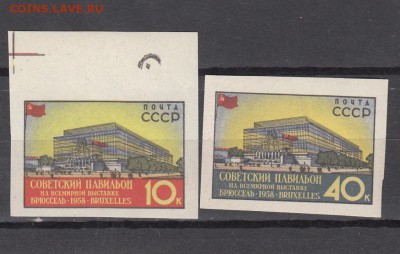 COINS.LAVE.RU
ПОЧТА
СССР
СОВЕТСКИЙ ПАВИЛЬОН
НА ВСЕМИРНОЙ ВЫСТАВКЕ
БРЮССЕЛЬ·1958·BRUXELLES
10К
ПОЧТА
СССР
СОВЕТСКИЙ ПАВИЛЬОН
НА ВСЕМИРНОЙ ВЫСТАВКЕ
БРЮССЕЛЬ·1958·BRUXELLES
40К